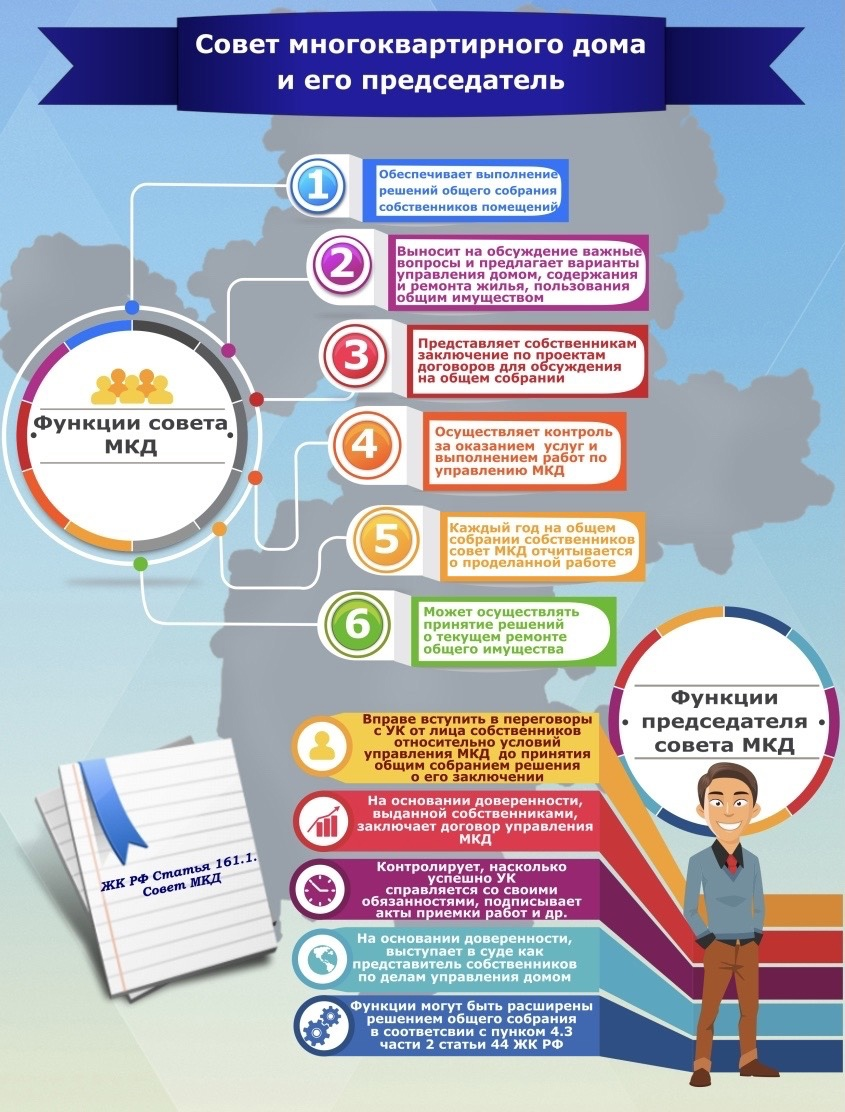 Совет многоквартирного дома
и его председатель
1
Обеспечивает выполнение
решений общего собрания
собственников помещений
2
Выносит на обсуждение важные
вопросы и предлагает варианты
управления домом, содержания
и ремонта жилья, пользования
общим имуществом
3
Представляет собственникам
заключение по проектам
договоров для обсуждения
на общем собрании
Функции совета
МКД
4
Осуществляет контроль
за оказанием услуг и
выполнением работ по
управлению МКД
5
Каждый год на общем
собрании собственников
совет МКД отчитывается
о проделанной работе
6
Может осуществлять
принятие решений
о текущем ремонте
общего имущества
Функции
председателя
совета МКД
Вправе вступить в переговоры
с УК от лица собственников
относительно условий
управления МКД до принятия
общим собранием решения
о его заключении
На основании доверенности,
выданной собственниками,
заключает договор управления
МКД
Контролирует, насколько
успешно УК
справляется со своими
обязанностями, подписывает
акты приемки работ и др.
На основании доверенности,
выступает в суде как
представитель собственников
по делам управления домом
Функции могут быть расширены
решением общего собрания
в соответсвии с пунком 4.3
части 2 статьи 44 ЖК РФ
ЖК РФ Статья 161.1.
Совет МКД